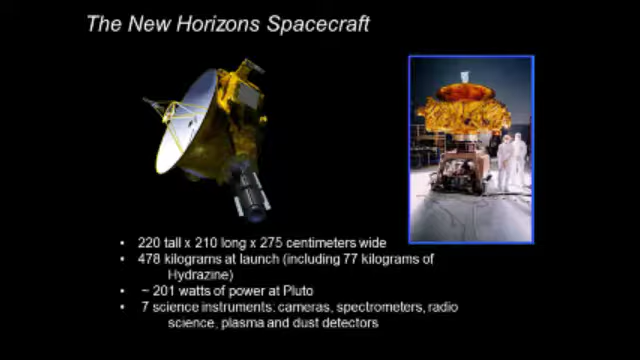 The New Horizons Spacecraft
• 220 tall x 210 long x 275 centimeters wide
• 478 kilograms at launch (including 77 kilograms of
Hydrazine)
• ~ 201 watts of power at Pluto
• 7 science instruments: cameras, spectrometers, radio
science, plasma and dust detectors